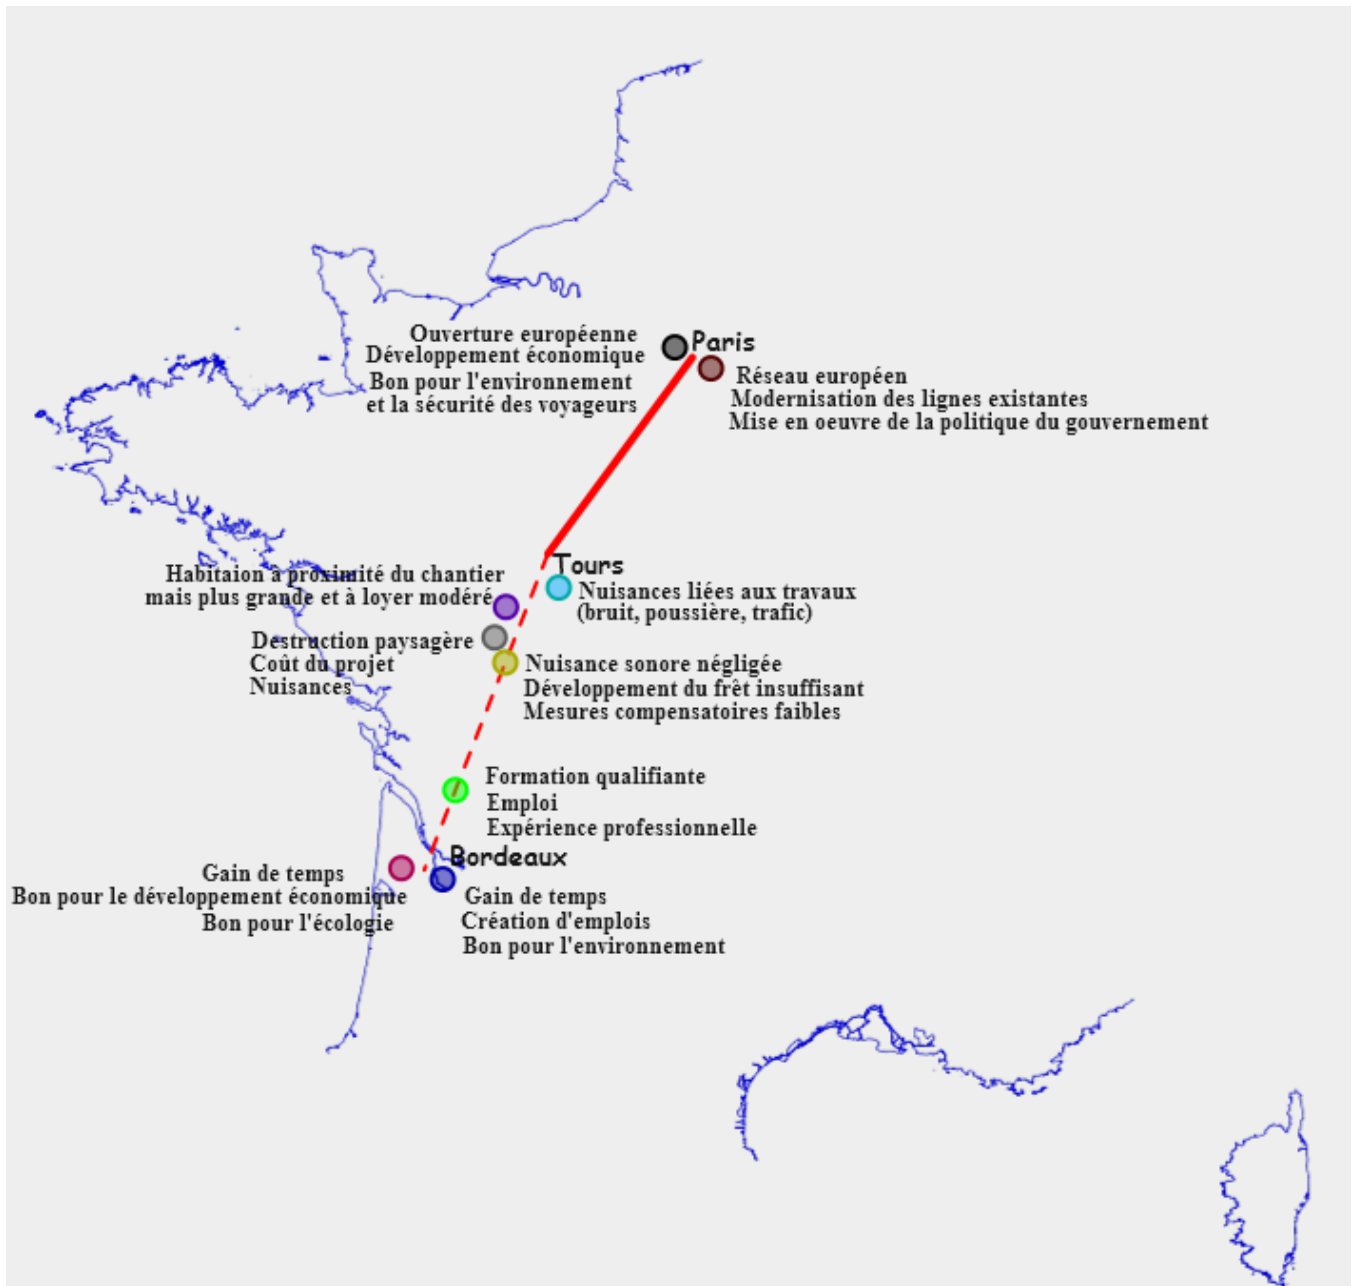 Ouverture européenne
Développement économique
Bon pour l'environnement
et la sécurité des voyageurs
Paris
Réseau européen
Modernisation des lignes existantes
Mise en oeuvre de la politique du gouvernement
Tours
Habitaion à proximité du chantier
mais plus grande et à loyer modéré
Nuisances liées aux travaux
(bruit, poussière, trafic)
Destruction paysagère
Coût du projet
Nuisances
Nuisance sonore négligée
Développement du frêt insuffisant
Mesures compensatoires faibles
Formation qualifiante
Emploi
Expérience professionnelle
Bordeaux
Gain de temps
Bon pour le développement économique
Bon pour l'écologie
Gain de temps
Création d'emplois
Bon pour l'environnement